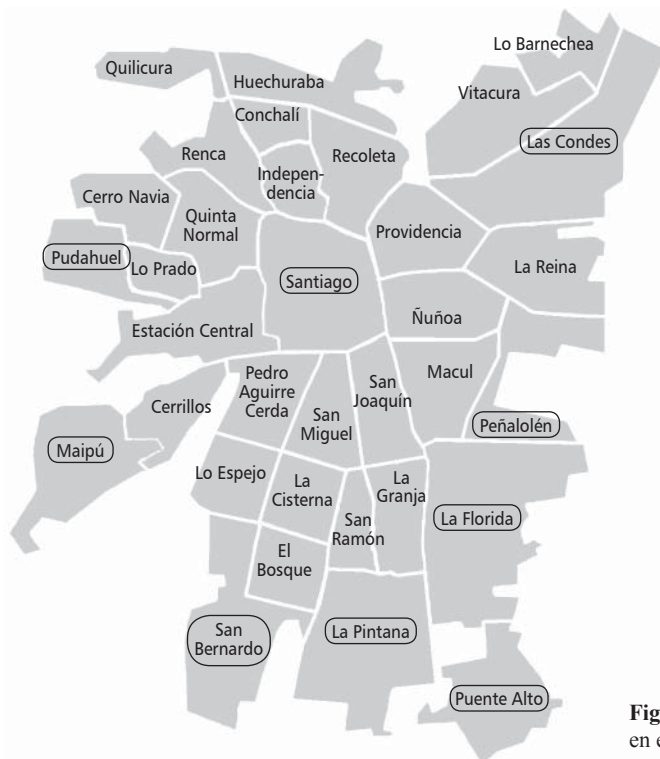 Lo Barnechea
Quilicura
Huechuraba
Vitacura
Conchalí
Las Condes
Renca
Recoleta
Indepen-
dencia
Cerro Navia
Quinta
Normal
Providencia
Pudahuel
Lo Prado
La Reina
Santiago
Ñuñoa
Estación Central
Pedro
Aguirre
Cerda
San
Joaquín
Macul
Cerrillos
San
Miguel
Peñalolén
Maipú
Lo Espejo
La
Cisterna
La
Granja
San
Ramón
La Florida
El
Bosque
San
Bernardo
La Pintana
Puente Alto
Fig
en e